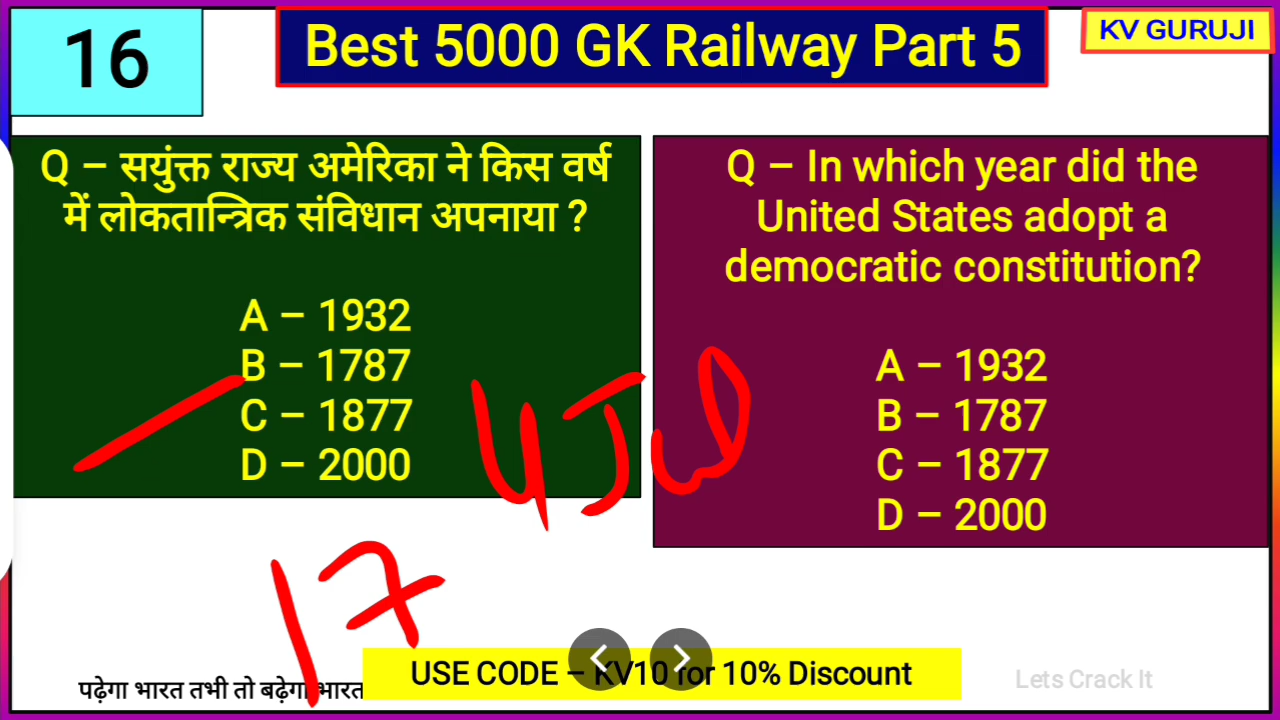 16
Best 5000 GK Railway Part 5
KV GURUJI
Q – सयुंक्त राज्य अमेरिका ने किस वर्ष
में लोकतान्त्रिक संविधान अपनाया ?
A – 1932
B – 1787
C – 1877
D – 2000
Q – In which year did the
United States adopt a
democratic constitution?
A – 1932
B – 1787
C – 1877
D – 2000
4 Jul
17
USE CODE – KV10 for 10% Discount
पढ़ेगा भारत तभी तो बढ़ेगा भारत
Lets Crack It